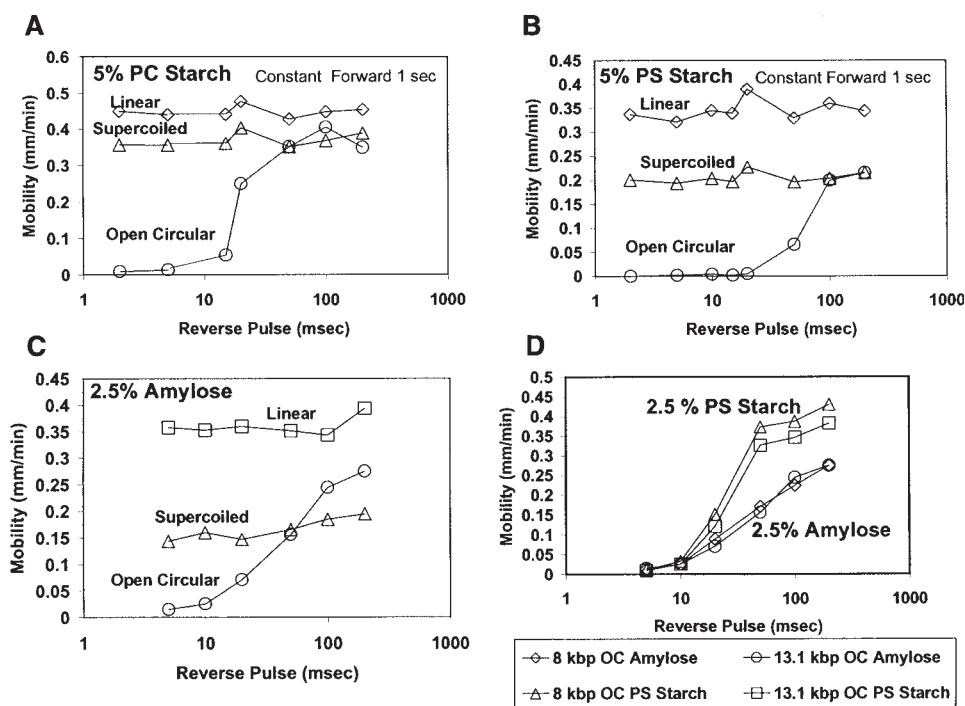 A
5% PC Starch
Constant Forward 1 sec
Mobility (mm/min)
0.6
0.5
0.4
0.3
0.2
0.1
0
Linear
Supercoiled
Open Circular
1
10
100
1000
Reverse Pulse (msec)
B
5% PS Starch
Constant Forward 1 sec
Mobility (mm/min)
0.45
0.4
0.35
0.3
0.25
0.2
0.15
0.1
0.05
0
Linear
Supercoiled
Open Circular
1
10
100
1000
Reverse Pulse (msec)
C
2.5% Amylose
Mobility (mm/min)
0.45
0.4
0.35
0.3
0.25
0.2
0.15
0.1
0.05
0
Linear
Supercoiled
Open Circular
1
10
100
1000
Reverse Pulse (msec)
D
2.5 % PS Starch
2.5% Amylose
Mobility (mm/min)
0.5
0.45
0.4
0.35
0.3
0.25
0.2
0.15
0.1
0.05
0
1
10
100
1000
Reverse Pulse (msec)
8 kbp OC Amylose
13.1 kbp OC Amylose
8 kbp OC PS Starch
13.1 kbp OC PS Starch